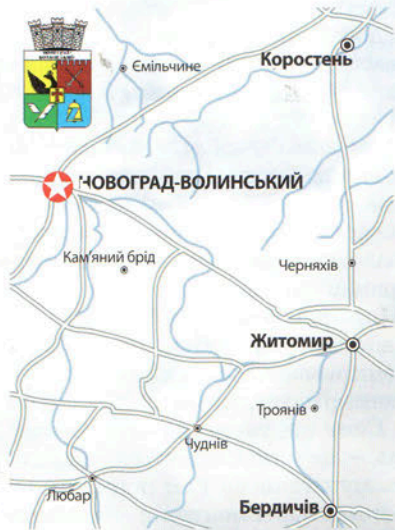 Коростень
Ємільчине
НОВОГРАД-ВОЛИНСЬКИЙ
Кам'яний брід
Черняхів
Житомир
Троянів
Чуднів
Любар
Бердичів